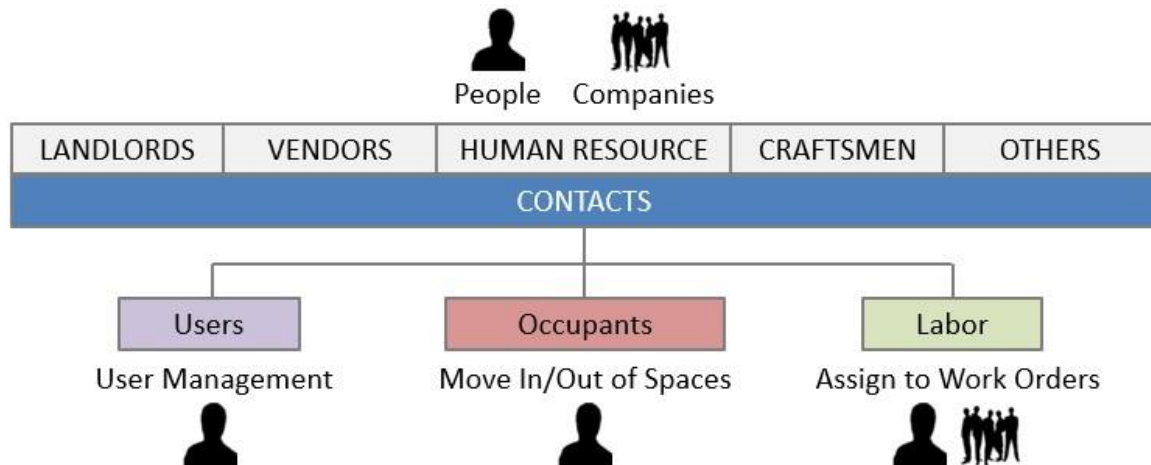 People Companies
LANDLORDS VENDORS HUMAN RESOURCE CRAFTSMEN OTHERS
CONTACTS
Users Occupants Labor
User Management Move In/Out of Spaces Assign to Work Orders